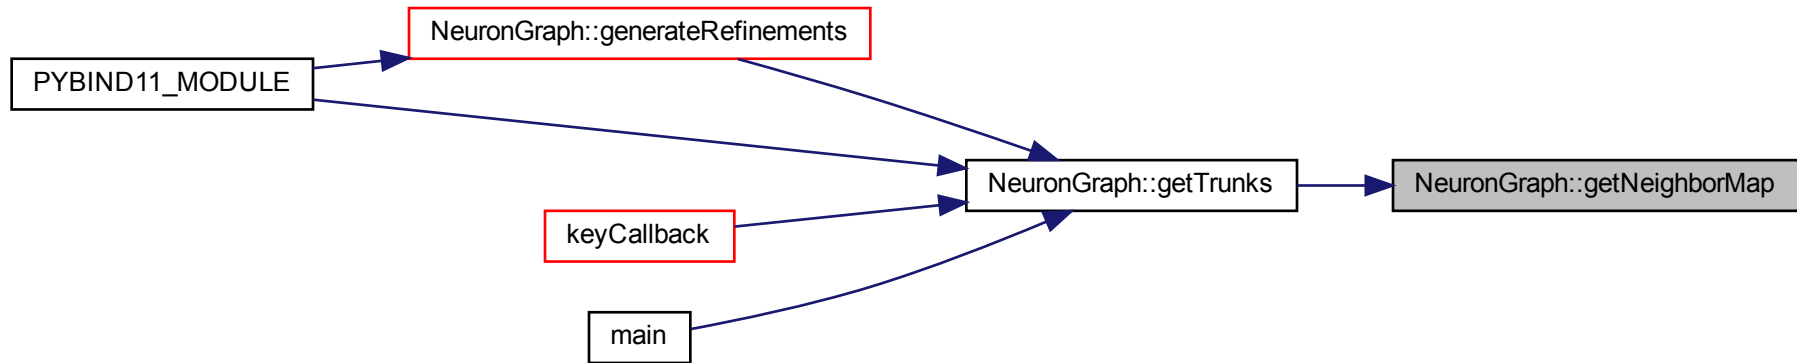 NeuronGraph::generateRefinements
PYBIND11_MODULE
NeuronGraph::getTrunks
NeuronGraph::getNeighborMap
keyCallback
main